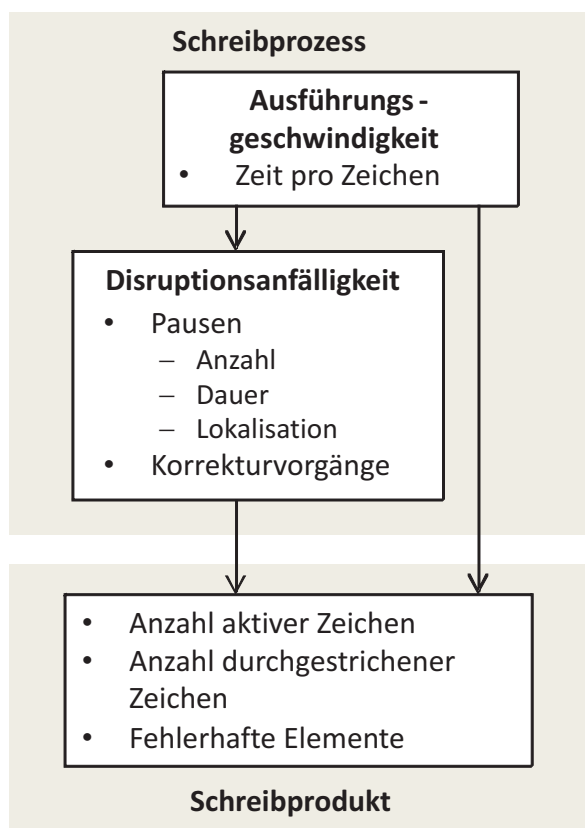 Schreibprozess
Ausführungs -
geschwindigkeit
• Zeit pro Zeichen
Disruptionsanfälligkeit
• Pausen
– Anzahl
– Dauer
– Lokalisation
• Korrekturvorgänge
• Anzahl aktiver Zeichen
• Anzahl durchgestrichener
Zeichen
• Fehlerhafte Elemente
Schreibprodukt